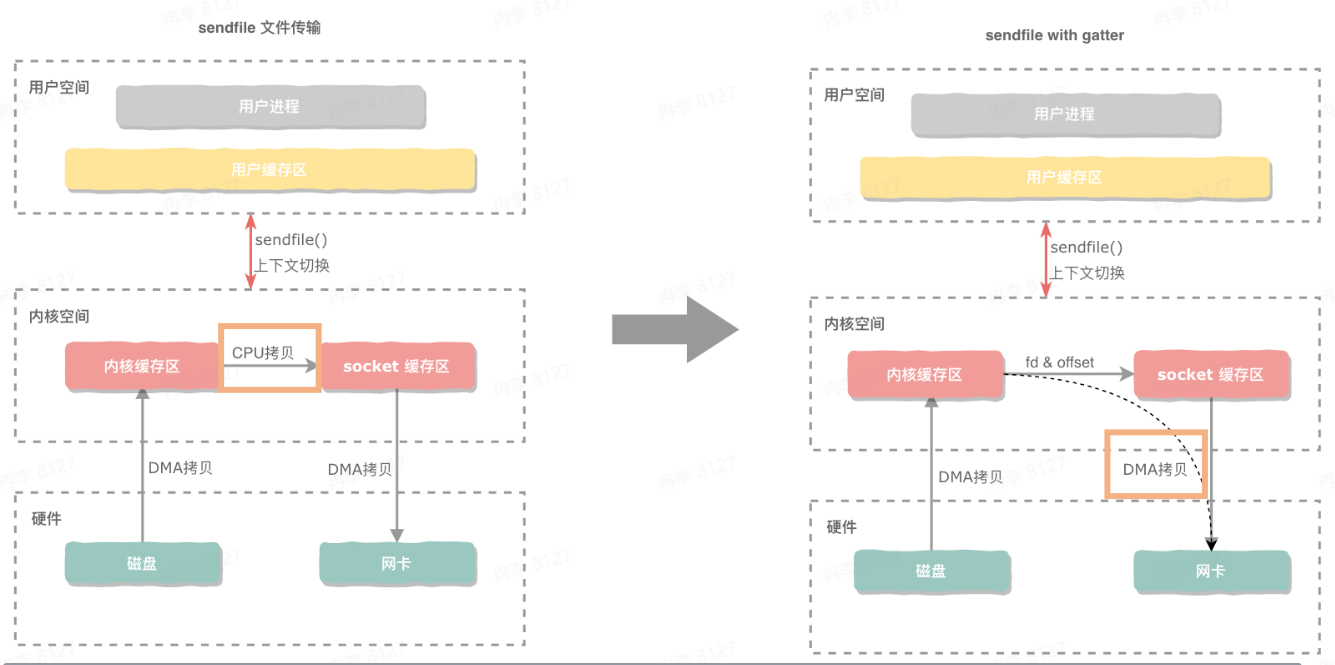 sendfile 文件传输
用户空间
用户进程
用户缓存区
sendfile()
上下文切换
内核空间
内核缓存区
CPU拷贝
socket 缓存区
DMA拷贝
DMA拷贝
硬件
磁盘
网卡
sendfile with gatter
用户空间
用户进程
用户缓存区
sendfile()
上下文切换
内核空间
内核缓存区
fd & offset
socket 缓存区
DMA拷贝
DMA拷贝
硬件
磁盘
网卡
冉李 8127